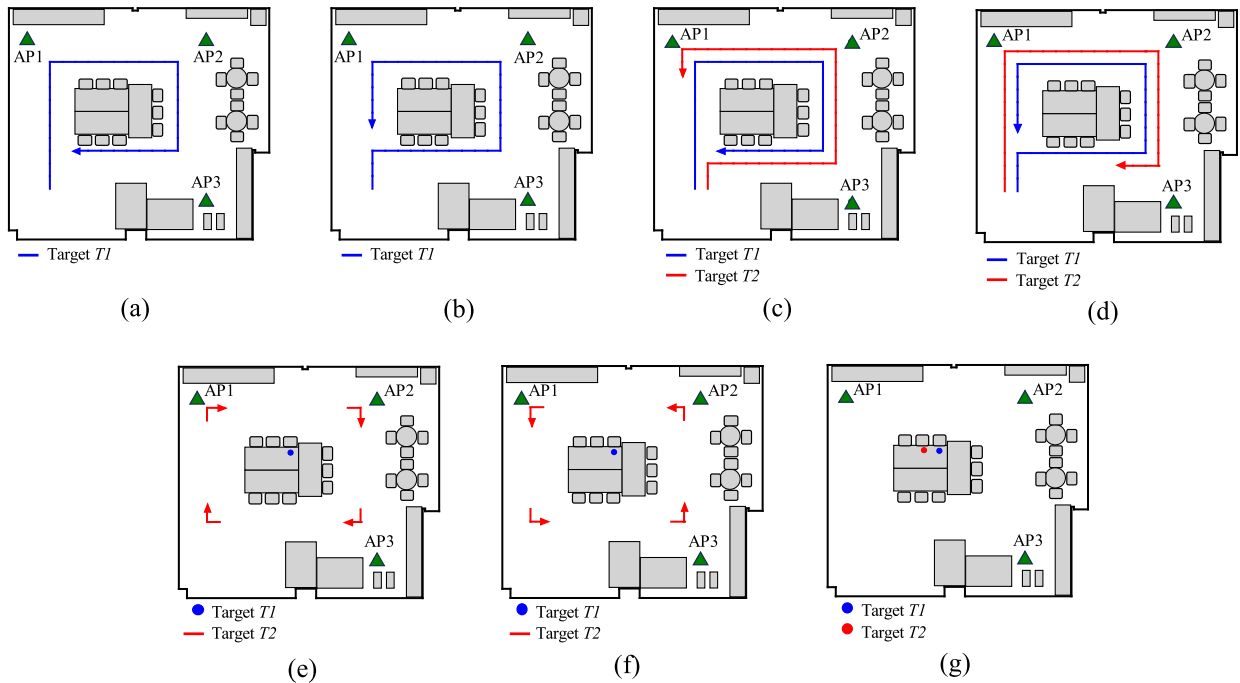 AP1
AP2
AP3
Target T1
(a)
AP1
AP2
AP3
Target T1
(b)
AP1
AP2
AP3
Target T1
Target T2
(c)
AP1
AP2
AP3
Target T1
Target T2
(d)
AP1
AP2
AP3
Target T1
Target T2
(e)
AP1
AP2
AP3
Target T1
Target T2
(f)
AP1
AP2
AP3
Target T1
Target T2
(g)